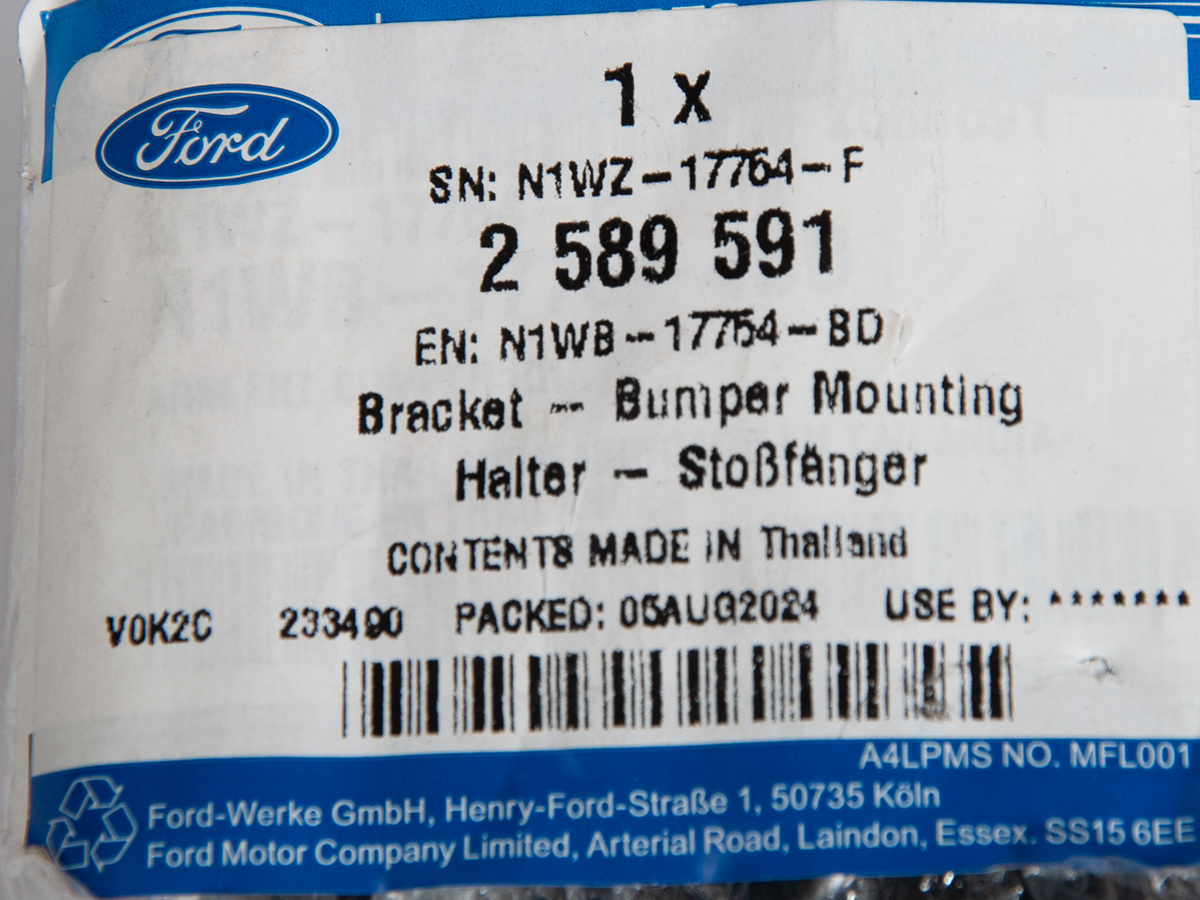 Ford
1 x
SN: N1WZ-17754-F
2 589 591
EN: N1WB-17754-BD
Bracket - Bumper Mounting
Halter - Stoßfänger
CONTENTS MADE IN Thailand
V0K2C 233490 PACKED: 05AUG2024 USE BY: *******
A4LPMS NO. MFL001
Ford-Werke GmbH, Henry-Ford-Straße 1, 50735 Köln
Ford Motor Company Limited, Arterial Road, Laindon, Essex. SS15 6EE